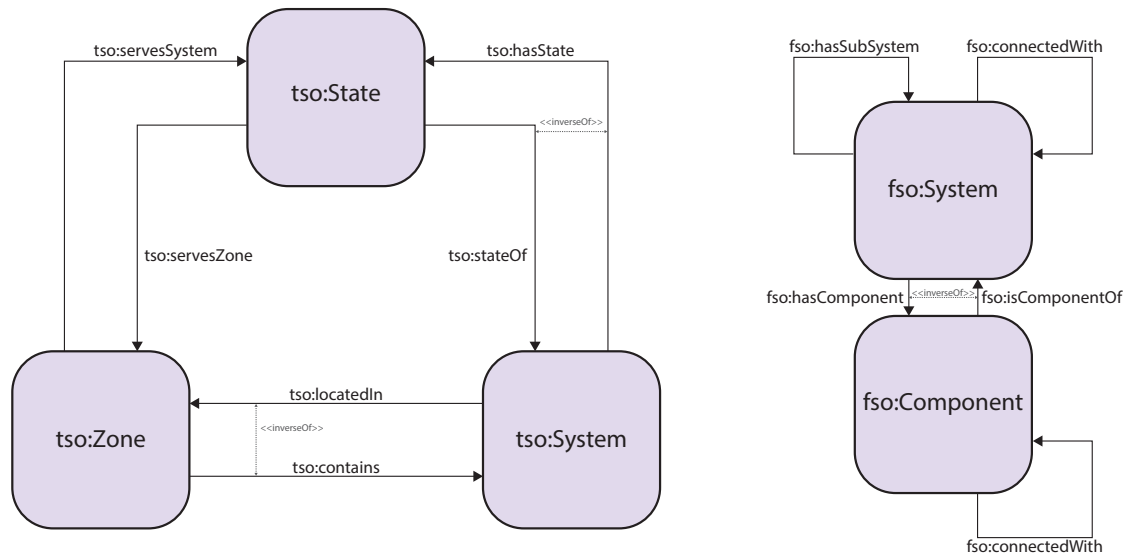 tso:servesSystem
tso:hasState
tso:State
<<inverseOf>>
tso:servesZone
tso:stateOf
tso:locatedIn
<<inverseOf>>
tso:Zone
tso:System
tso:contains
fso:hasSubSystem
fso:connectedWith
fso:System
fso:hasComponent
<<inverseOf>>
fso:isComponentOf
fso:Component
fso:connectedWith